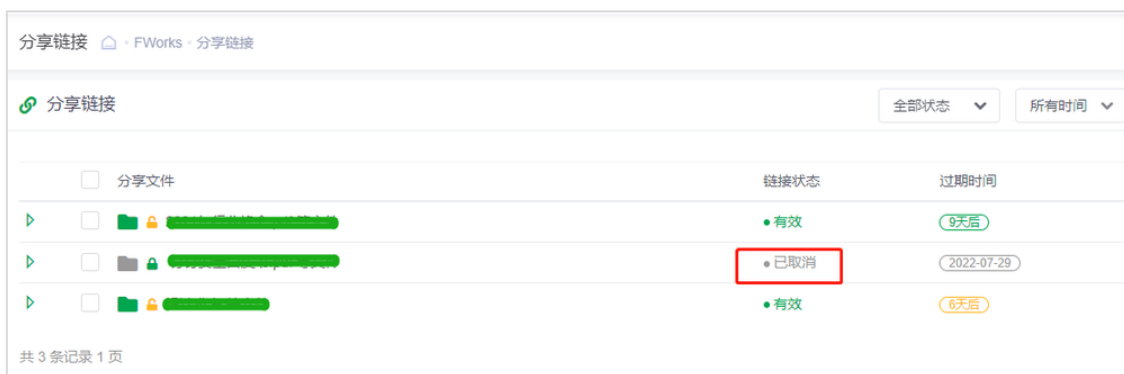 分享链接 FWorks 分享链接
分享链接 全部状态 所有时间
分享文件 链接状态 过期时间
有效 9天后
已取消 2022-07-29
有效 6天后
共 3 条记录 1 页